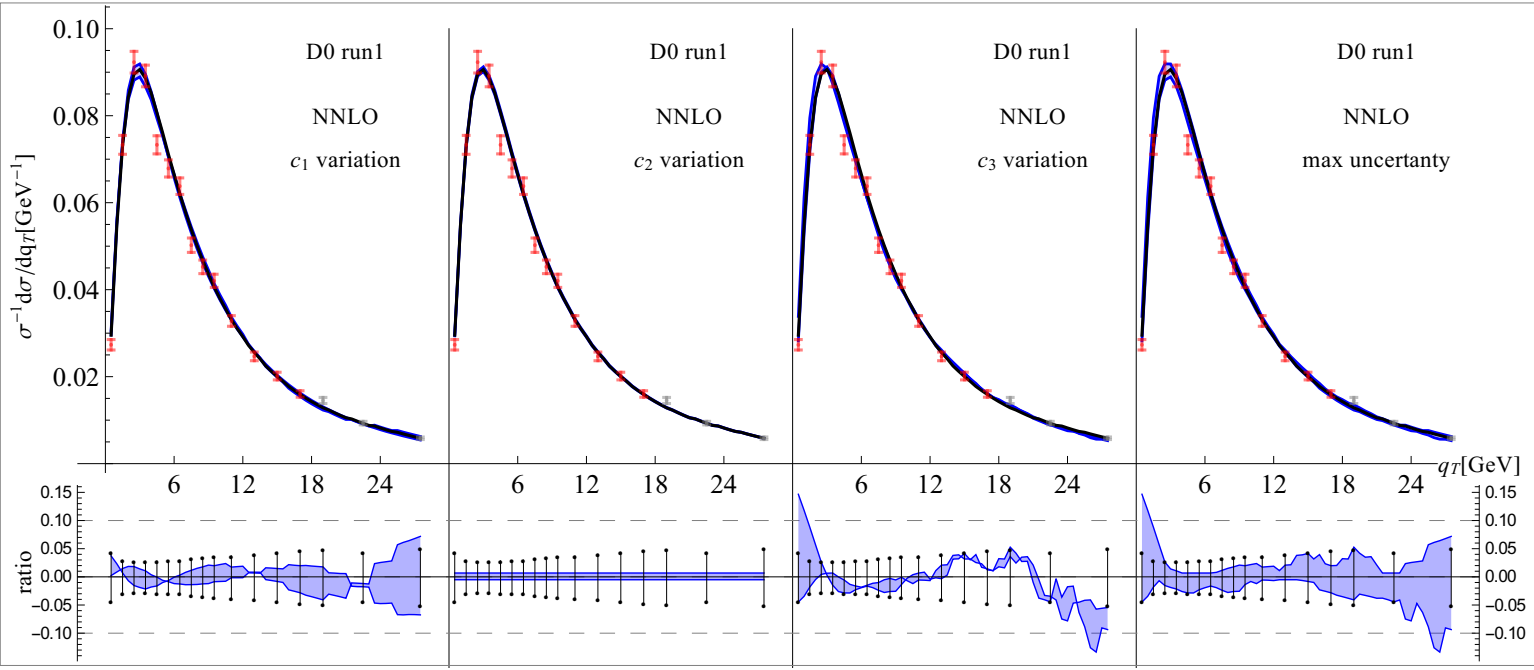 0.10
0.08
0.06
0.04
0.02
σ⁻¹dσ/dq_T[GeV⁻¹]
D0 run1
NNLO
c₁ variation
D0 run1
NNLO
c₂ variation
D0 run1
NNLO
c₃ variation
D0 run1
NNLO
max uncertanty
6 12 18 24
6 12 18 24
6 12 18 24
6 12 18 24
q_T[GeV]
0.15
0.10
0.05
0.00
−0.05
−0.10
ratio
0.15
0.10
0.05
0.00
−0.05
−0.10